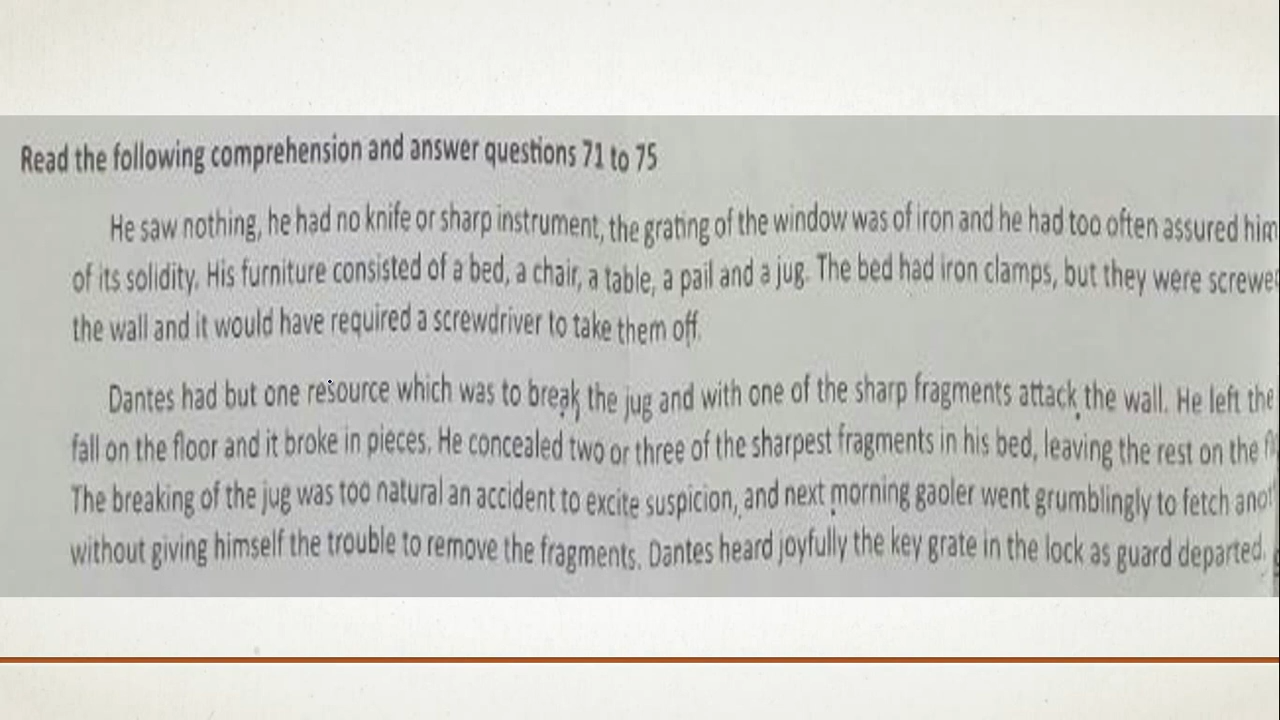 Read the following comprehension and answer questions 71 to 75
He saw nothing, he had no knife or sharp instrument, the grating of the window was of iron and he had too often assured him
of its solidity. His furniture consisted of a bed, a chair, a table, a pail and a jug. The bed had iron clamps, but they were screwe
the wall and it would have required a screwdriver to take them off.
Dantes had but one resource which was to break the jug and with one of the sharp fragments attack the wall. He left the
fall on the floor and it broke in pieces. He concealed two or three of the sharpest fragments in his bed, leaving the rest on the
The breaking of the jug was too natural an accident to excite suspicion, and next morning gaoler went grumblingly to fetch
without giving himself the trouble to remove the fragments. Dantes heard joyfully the key grate in the lock as guard departed.